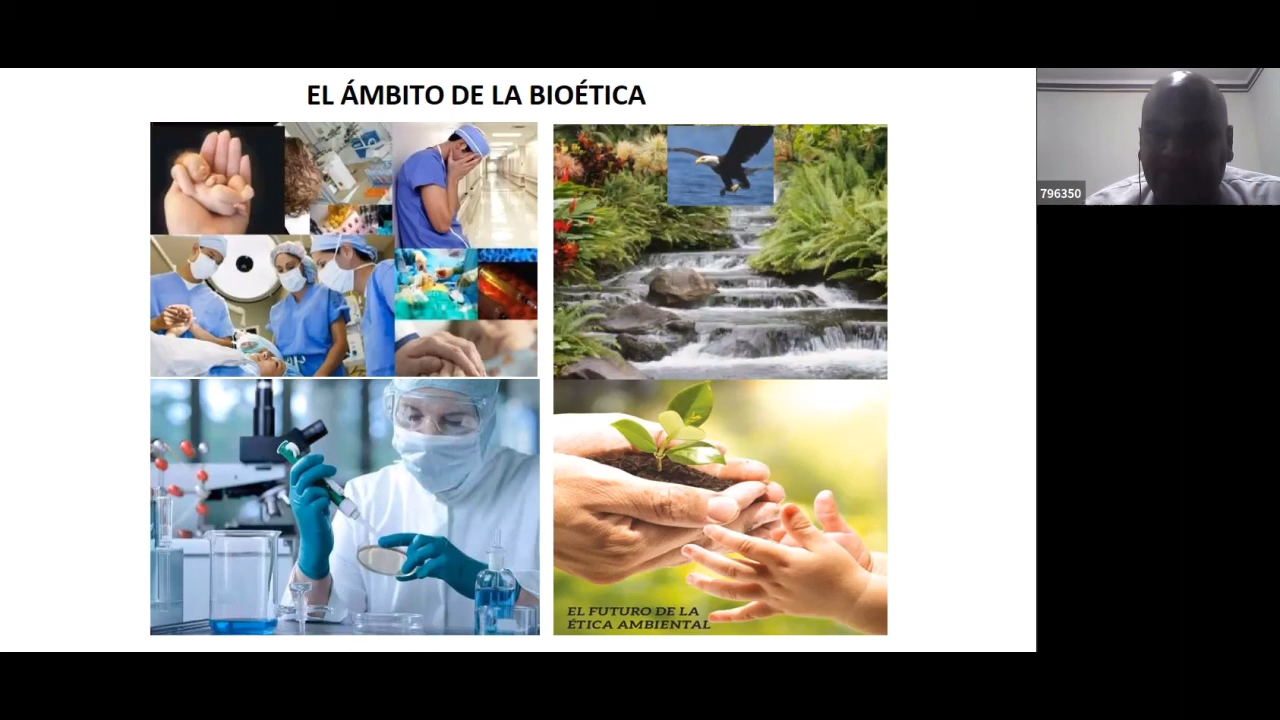 EL ÁMBITO DE LA BIOÉTICA
796350
EL FUTURO DE LA
ÉTICA AMBIENTAL